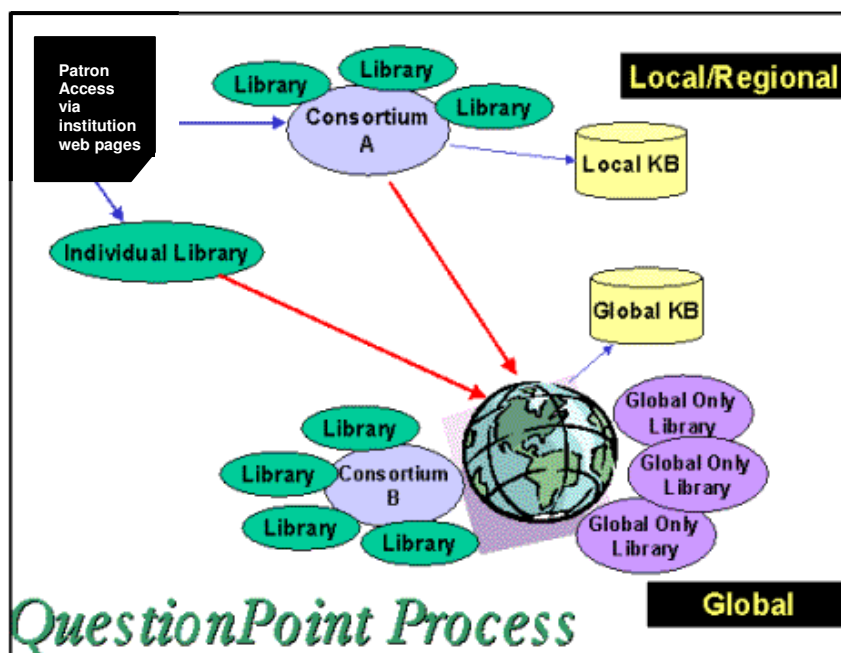 Patron
Access
via
institution
web pages
Library
Library
Library
Consortium
A
Local/Regional
Local KB
Individual Library
Global KB
Library
Library
Consortium
B
Library
Library
Global Only
Library
Global Only
Library
Global Only
Library
Global
QuestionPoint Process